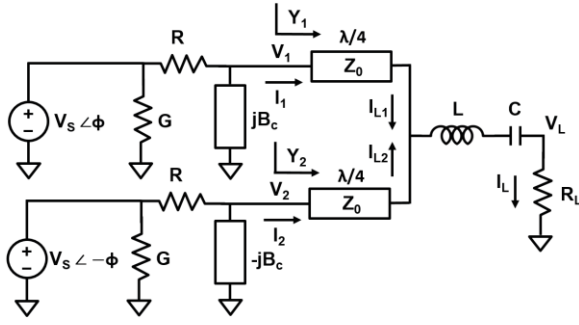 Y₁
λ/4
R
V₁
Z₀
I₁
V_S ∠ϕ
G
jB_c
I_L1
L
C
V_L
I_L2
Y₂
λ/4
R
V₂
Z₀
I_L
R_L
I₂
V_S ∠−ϕ
G
-jB_c